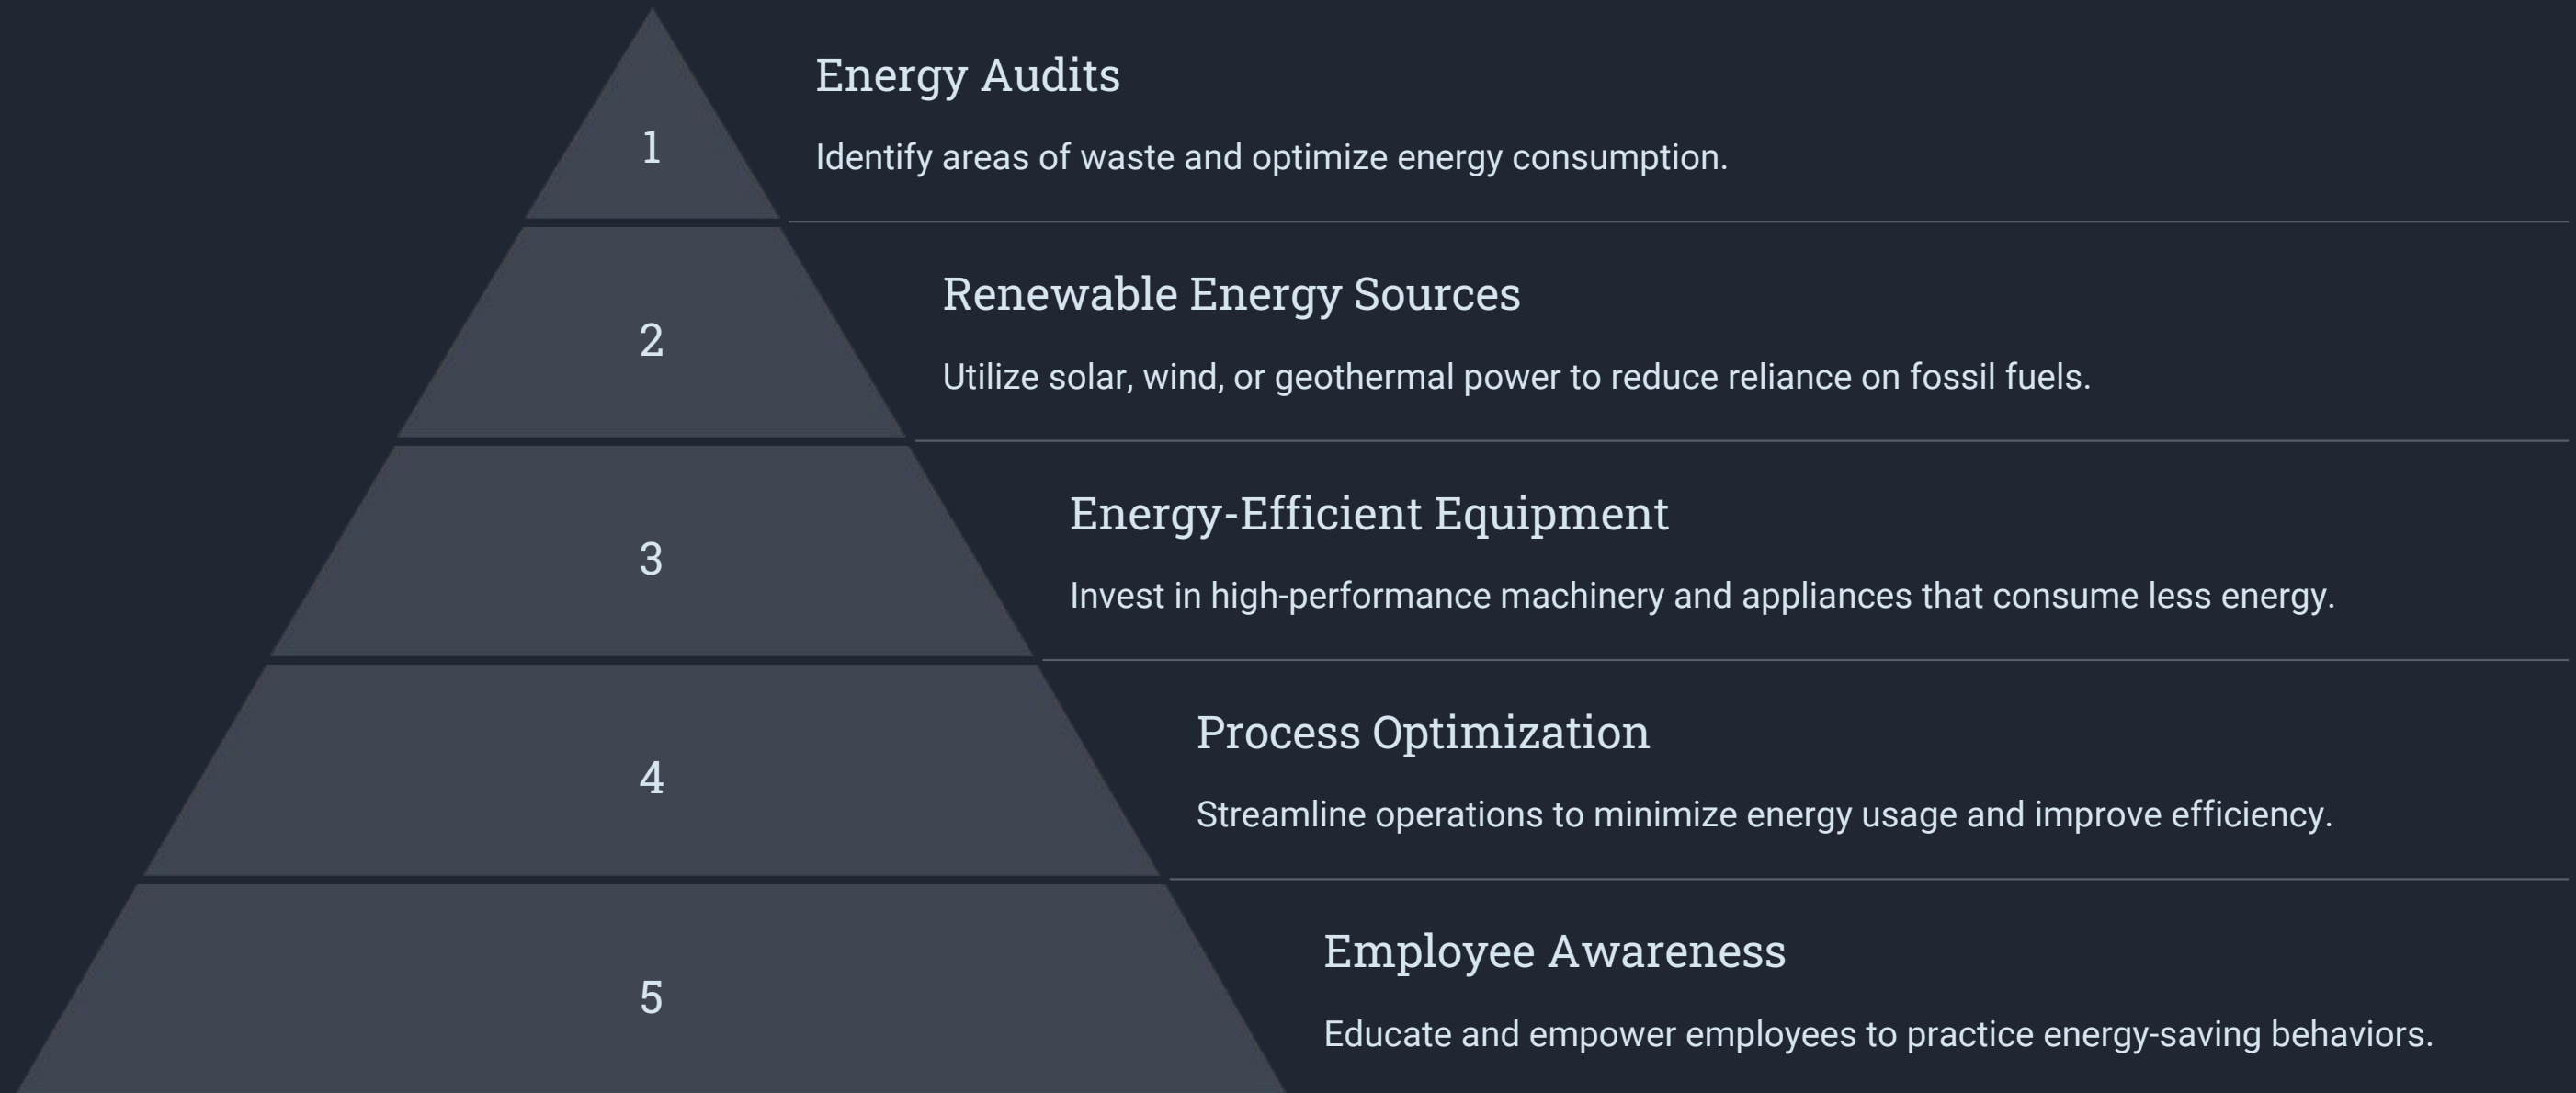 Energy Audits
1
Identify areas of waste and optimize energy consumption.
Renewable Energy Sources
2
Utilize solar, wind, or geothermal power to reduce reliance on fossil fuels.
Energy-Efficient Equipment
3
Invest in high-performance machinery and appliances that consume less energy.
Process Optimization
4
Streamline operations to minimize energy usage and improve efficiency.
Employee Awareness
5
Educate and empower employees to practice energy-saving behaviors.